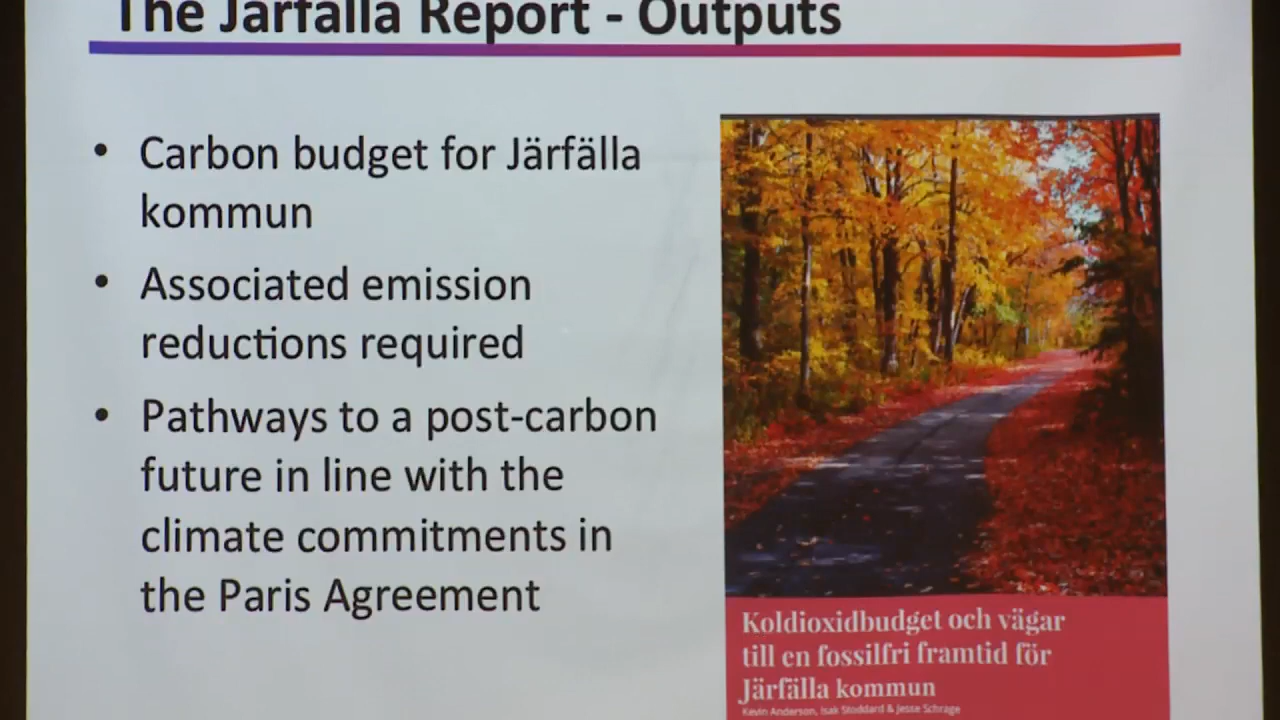 The Järfälla Report - Outputs
• Carbon budget for Järfälla
kommun
• Associated emission
reductions required
• Pathways to a post-carbon
future in line with the
climate commitments in
the Paris Agreement
Koldioxidbudget och vägar
till en fossilfri framtid för
Järfälla kommun
Kevin Anderson, Isak Stoddard & Jesse Schrage